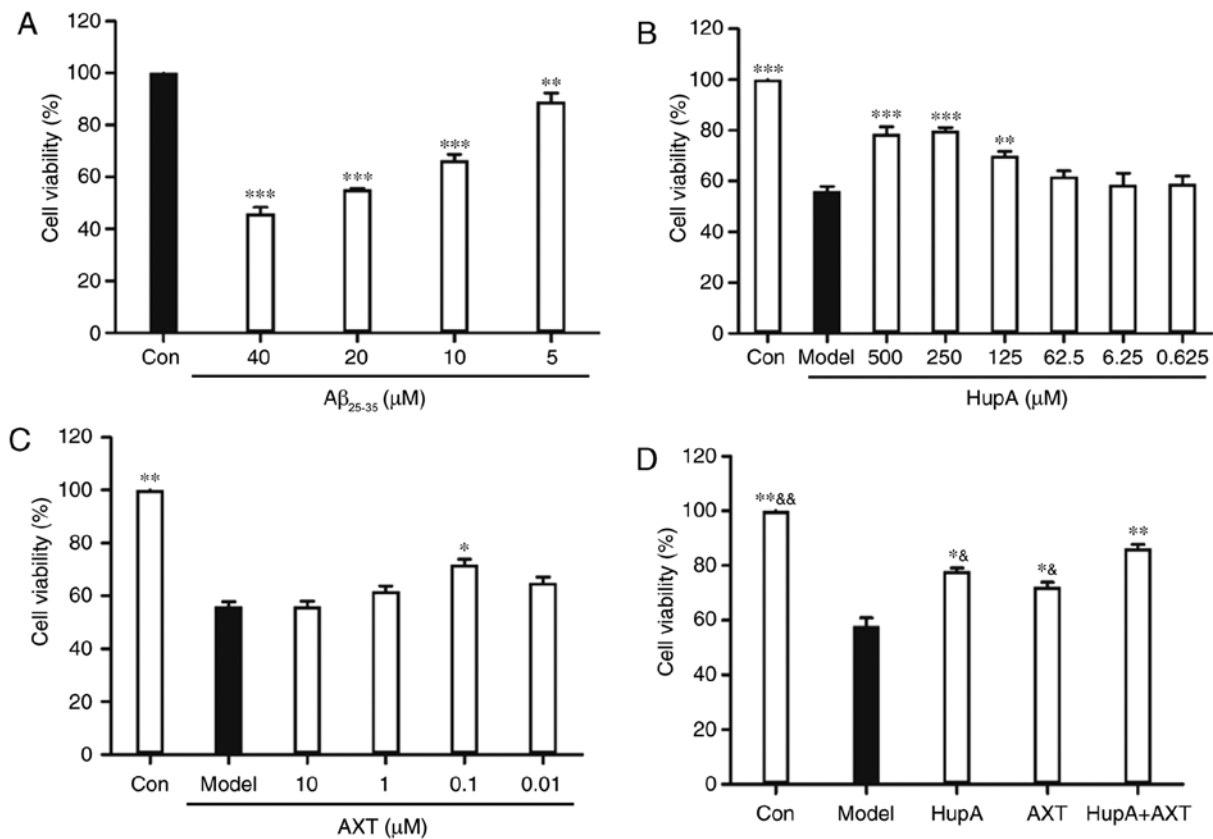 A
Cell viability (%)
120
100
80
60
40
20
0
***
***
***
**
Con 40 20 10 5
Aβ25-35 (μM)
B
Cell viability (%)
120
100
80
60
40
20
0
***
***
***
**
Con Model 500 250 125 62.5 6.25 0.625
HupA (μM)
C
Cell viability (%)
120
100
80
60
40
20
0
**
*
Con Model 10 1 0.1 0.01
AXT (μM)
D
Cell viability (%)
120
100
80
60
40
20
0
**&&
*&
*&
**
Con Model HupA AXT HupA+AXT